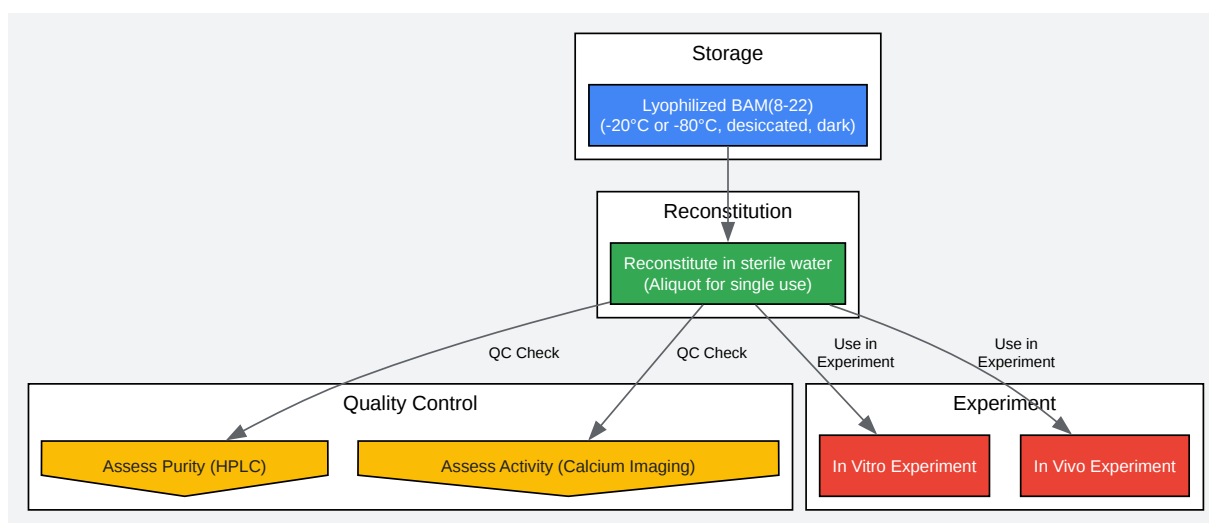 Storage
Lyophilized BAM(8-22)
(-20°C or -80°C, desiccated, dark)
Reconstitution
Reconstitute in sterile water
(Aliquot for single use)
QC Check
QC Check
Use in
Experiment
Use in
Experiment
Quality Control
Experiment
Assess Purity (HPLC)
Assess Activity (Calcium Imaging)
In Vitro Experiment
In Vivo Experiment